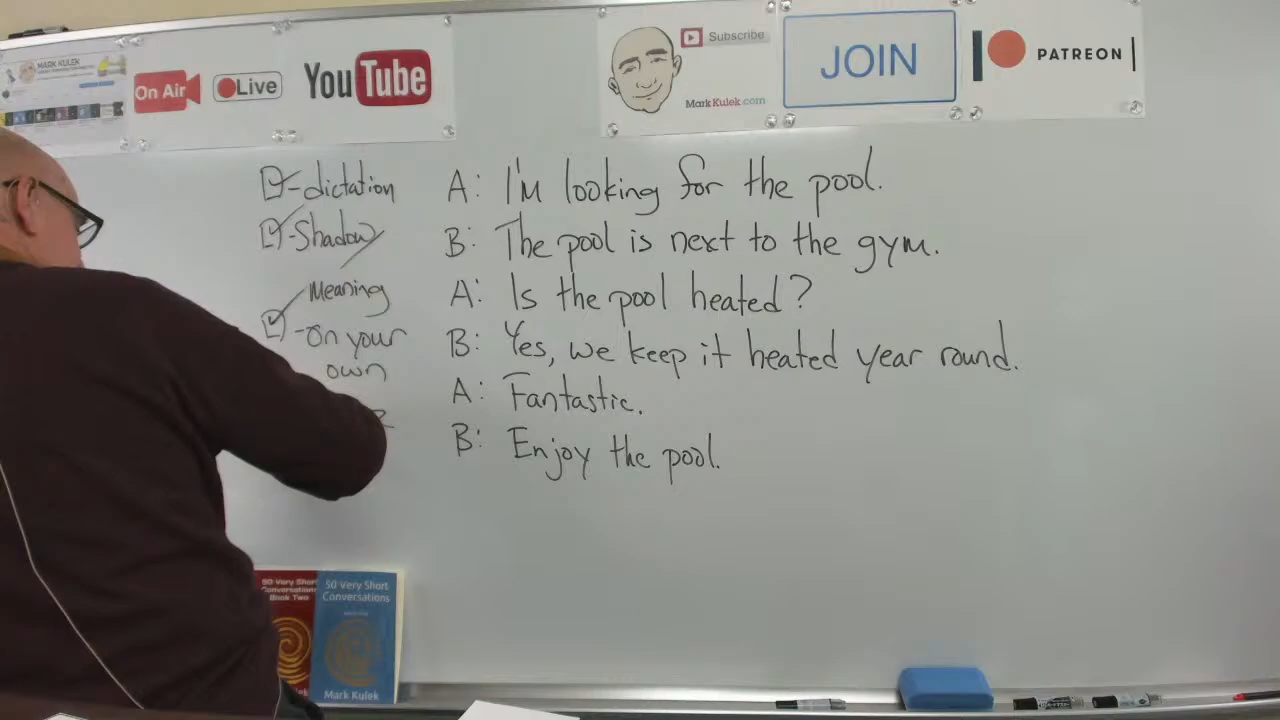 MARK KULEK
On Air
Live
YouTube
Subscribe
MarkKulek.com
JOIN
PATREON
-dictation
-Shadow
Meaning
-on your
own
A: I'm looking for the pool.
B: The pool is next to the gym.
A: Is the pool heated?
B: Yes, we keep it heated year round.
A: Fantastic.
B: Enjoy the pool.
50 Very Short
Conversations
Book Two
50 Very Short
Conversations
Mark Kulek